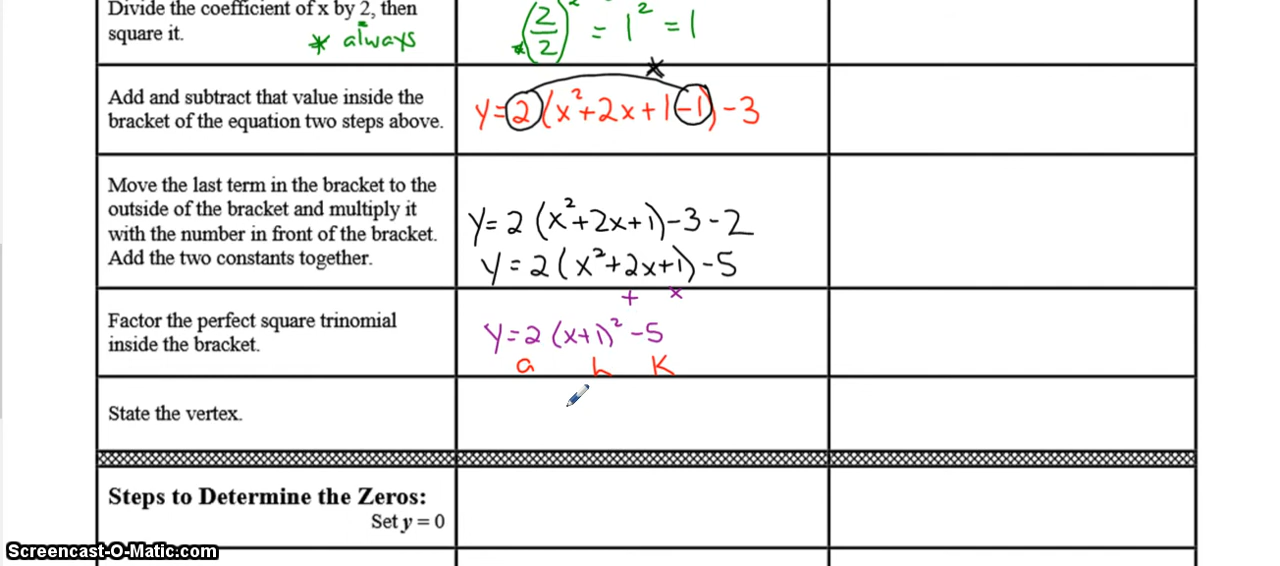 Divide the coefficient of x by 2, then
square it.
* always
*(2/2)² = 1² = 1
Add and subtract that value inside the
bracket of the equation two steps above.
*
y=2(x²+2x+1-1)-3
Move the last term in the bracket to the
outside of the bracket and multiply it
with the number in front of the bracket.
Add the two constants together.
y=2(x²+2x+1)-3-2
y=2(x²+2x+1)-5
+ x
Factor the perfect square trinomial
inside the bracket.
y=2(x+1)²-5
a h K
State the vertex.
Steps to Determine the Zeros:
Set y = 0
Screencast-O-Matic.com